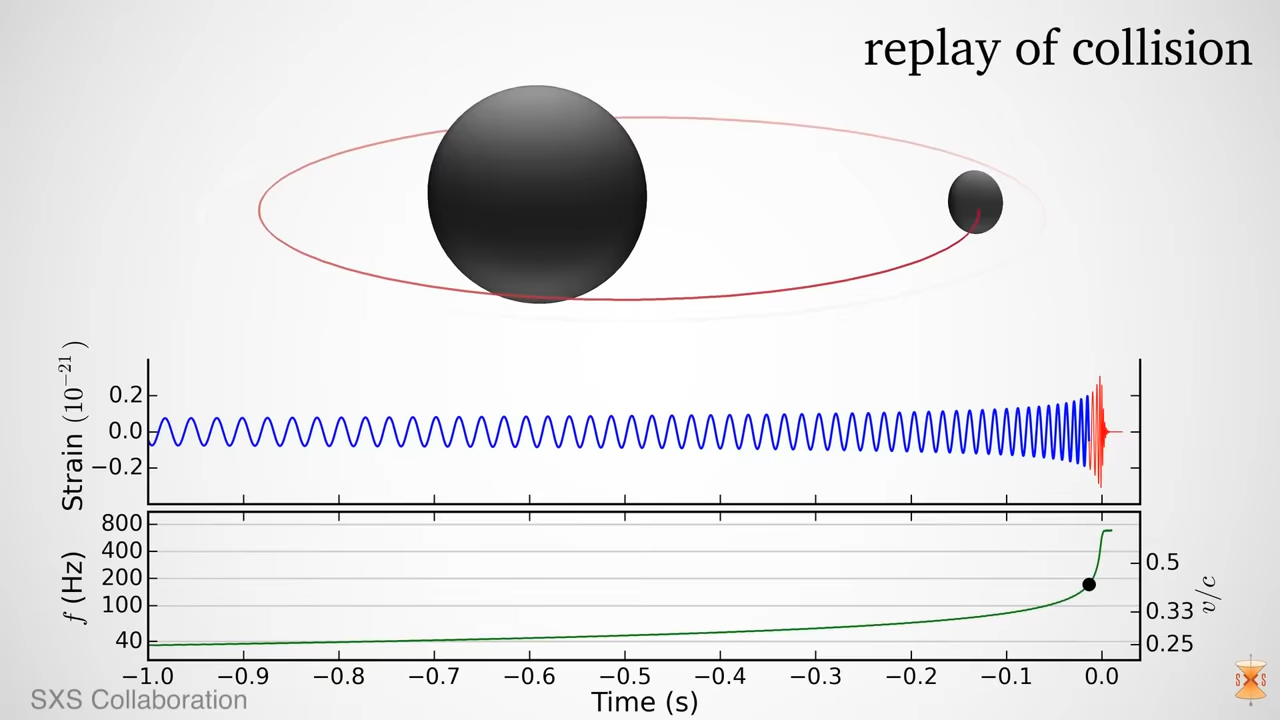 replay of collision
Strain (10⁻²¹)
0.2
0.0
−0.2
f (Hz)
800
400
200
100
40
0.5
0.33
0.25
v/c
−1.0 −0.9 −0.8 −0.7 −0.6 −0.5 −0.4 −0.3 −0.2 −0.1 0.0
Time (s)
SXS Collaboration
SXS